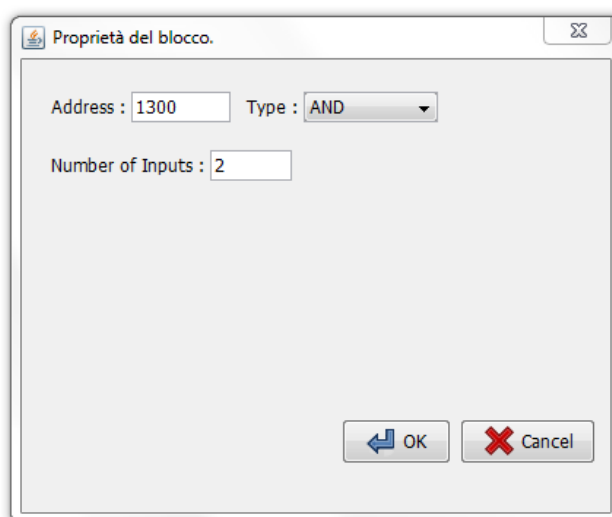 Proprietà del blocco.
Address : 1300 Type : AND
Number of Inputs : 2
OK Cancel